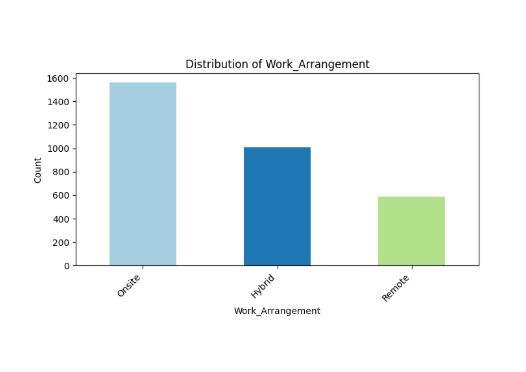 Distribution of Work_Arrangement
1600
1400
1200
1000
800
600
400
200
0
Count
Onsite
Hybrid
Remote
Work_Arrangement